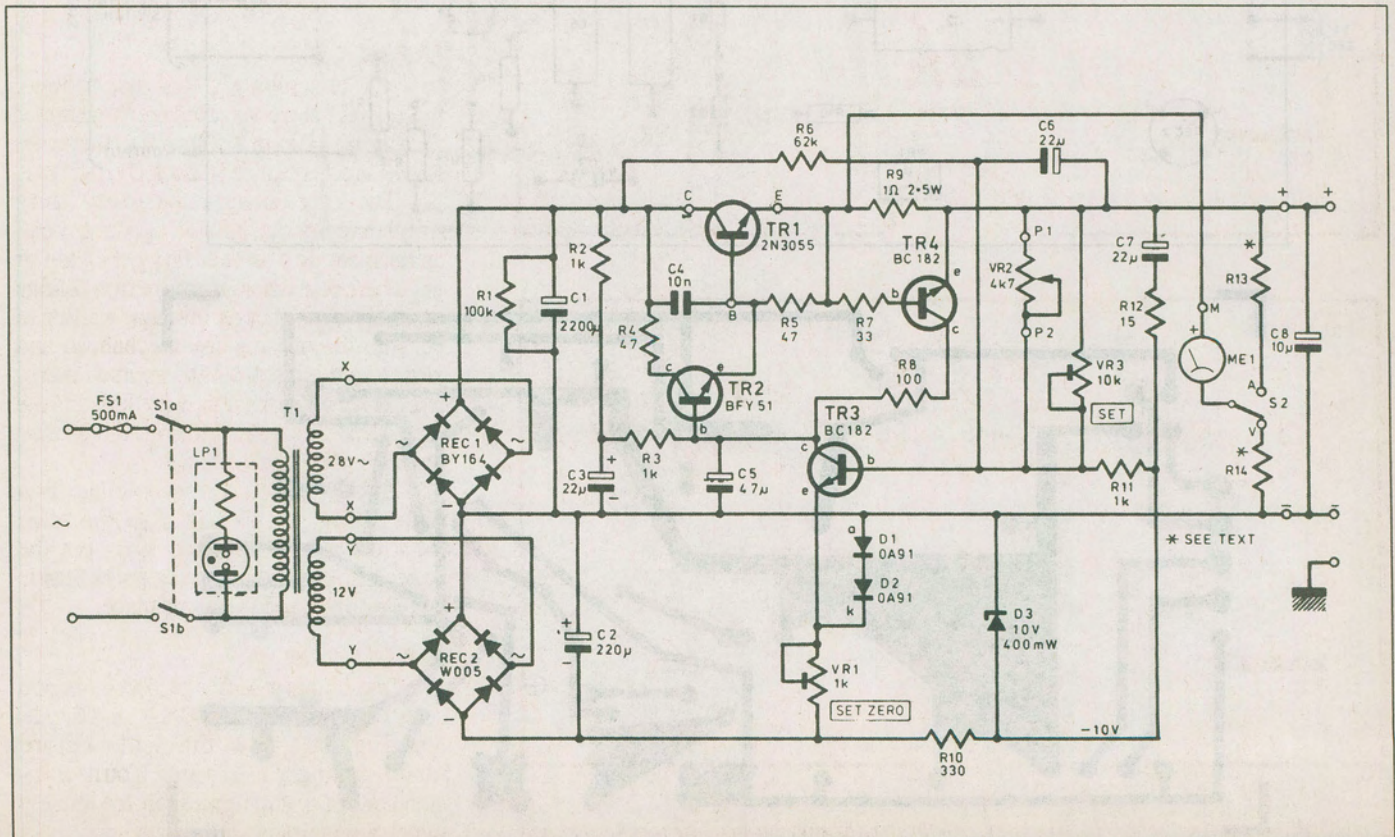 FS1
500mA
S1a
S1b
LP1
~
T1
X
28V~
X
Y
12V
Y
+
~
~
REC 1
BY164
-
+
~
~
REC2
W005
-
R1
100k
C1
2200µ
R2
1k
C2
220µ
+
-
C3
22µ
+
-
R3
1k
R4
47
C4
10n
C
E
B
TR1
2N3055
c
e
b
TR2
BFY 51
C5
47µ
R5
47
R6
62k
R7
33
R9
1Ω 2•5W
TR4
BC 182
b
e
c
R8
100
TR3
BC182
c
b
e
a
D1
0A91
D2
0A91
k
VR1
1k
SET ZERO
R10
330
D3
10V
400mW
-10V
C6
22µ
P1
VR2
4k7
P2
VR3
10k
SET
R11
1k
C7
22µ
R12
15
M
+
ME1
*
R13
A
S2
V
*
R14
* SEE TEXT
C8
10µ
+
+
-
-